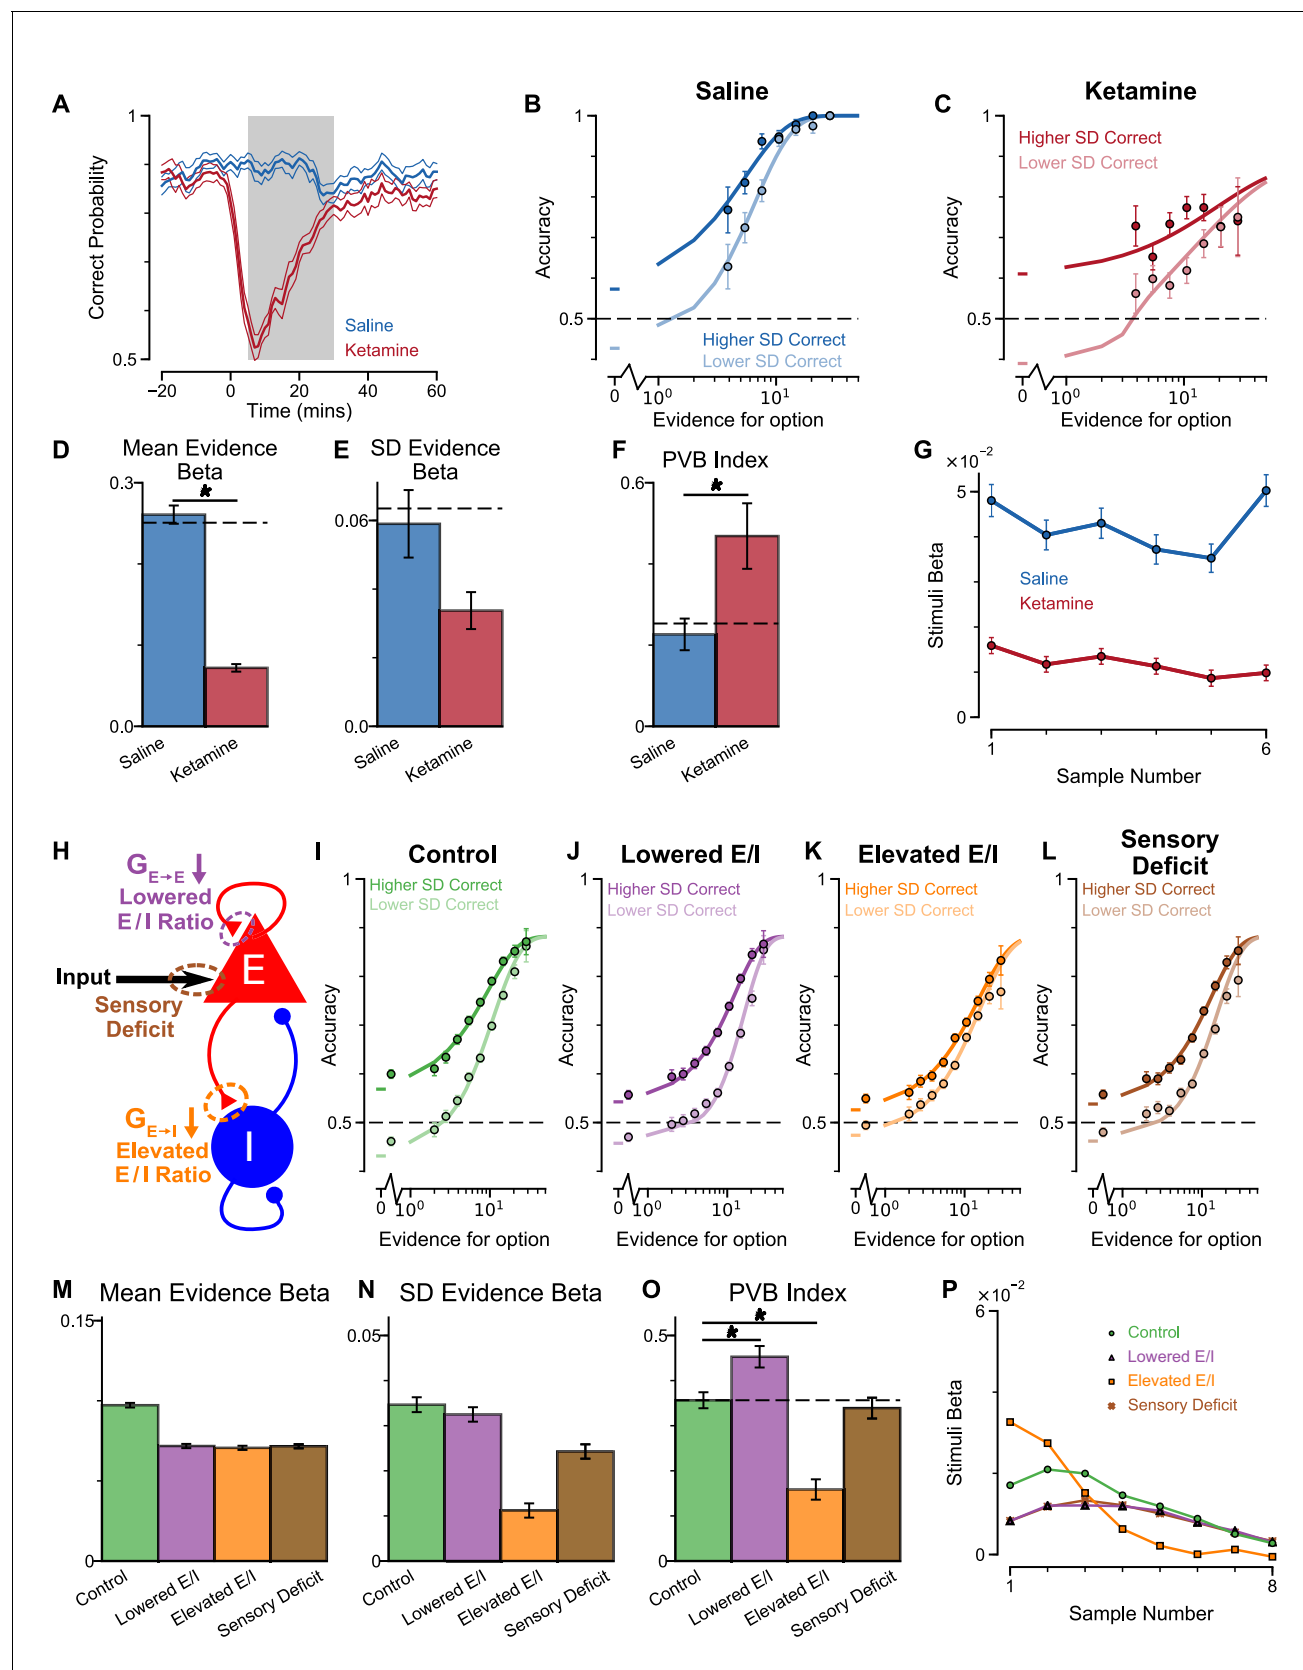 A
Correct Probability
1
0.5
−20
0
20
40
60
Time (mins)
Saline
Ketamine
B
Saline
Accuracy
1
0.5
Higher SD Correct
Lower SD Correct
0
10⁰
10¹
Evidence for option
C
Ketamine
Higher SD Correct
Lower SD Correct
Accuracy
1
0.5
0
10⁰
10¹
Evidence for option
D
Mean Evidence
Beta
0.3
*
0.0
Saline
Ketamine
E
SD Evidence
Beta
0.06
0.0
Saline
Ketamine
F
PVB Index
0.6
*
0
Saline
Ketamine
G
×10⁻²
5
Stimuli Beta
Saline
Ketamine
0
1
6
Sample Number
H
G E→E ↓
Lowered
E/I Ratio
E
Input
Sensory
Deficit
G E→I ↓
Elevated
E/I Ratio
I
I
Control
Higher SD Correct
Lower SD Correct
Accuracy
1
0.5
0
10⁰
10¹
Evidence for option
J
Lowered E/I
Higher SD Correct
Lower SD Correct
Accuracy
1
0.5
0
10⁰
10¹
Evidence for option
K
Elevated E/I
Higher SD Correct
Lower SD Correct
Accuracy
1
0.5
0
10⁰
10¹
Evidence for option
L
Sensory
Deficit
Higher SD Correct
Lower SD Correct
Accuracy
1
0.5
0
10⁰
10¹
Evidence for option
M
Mean Evidence Beta
0.15
0
Control
Lowered E/I
Elevated E/I
Sensory Deficit
N
SD Evidence Beta
0.05
0
Control
Lowered E/I
Elevated E/I
Sensory Deficit
O
PVB Index
0.5
*
*
0
Control
Lowered E/I
Elevated E/I
Sensory Deficit
P
×10⁻²
6
Stimuli Beta
Control
Lowered E/I
Elevated E/I
Sensory Deficit
0
1
8
Sample Number